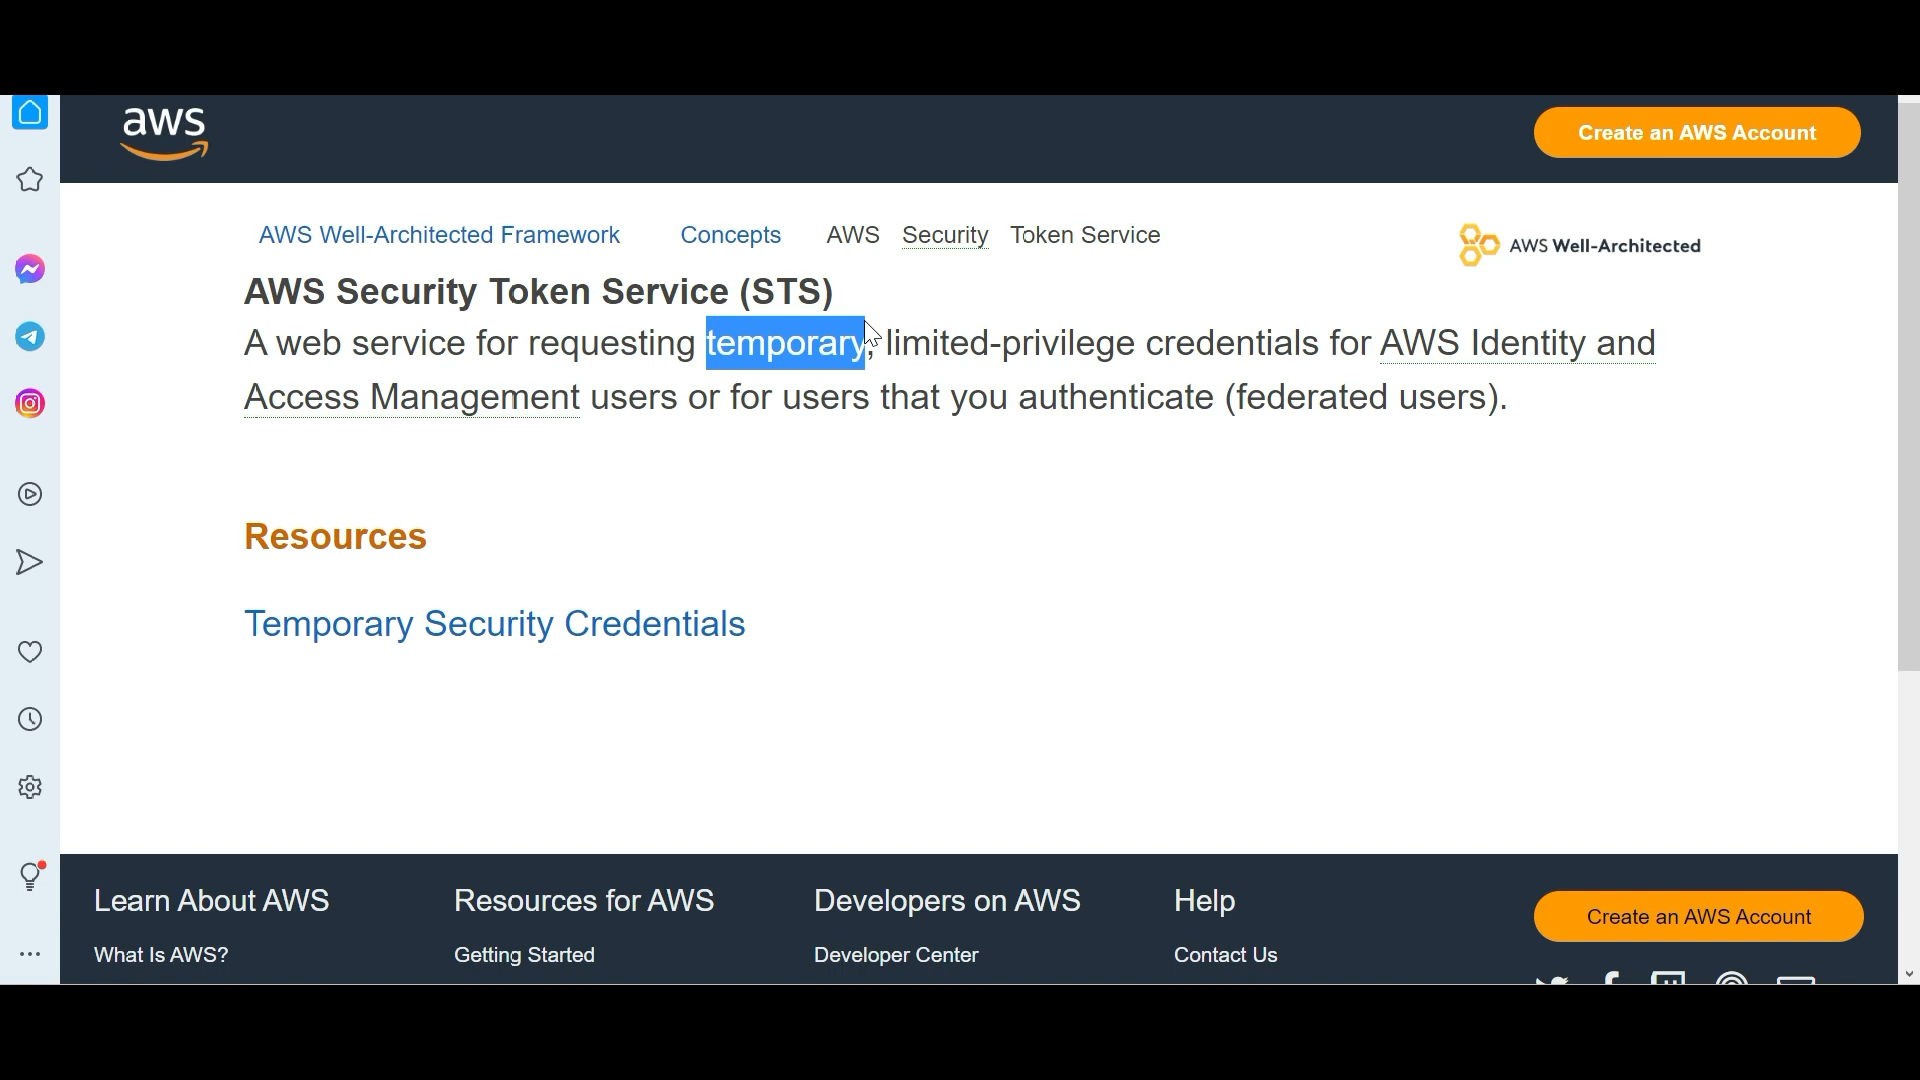 aws
Create an AWS Account
AWS Well-Architected Framework Concepts AWS Security Token Service
AWS Well-Architected
AWS Security Token Service (STS)
A web service for requesting temporary, limited-privilege credentials for AWS Identity and
Access Management users or for users that you authenticate (federated users).
Resources
Temporary Security Credentials
Learn About AWS Resources for AWS Developers on AWS Help
Create an AWS Account
What Is AWS? Getting Started Developer Center Contact Us